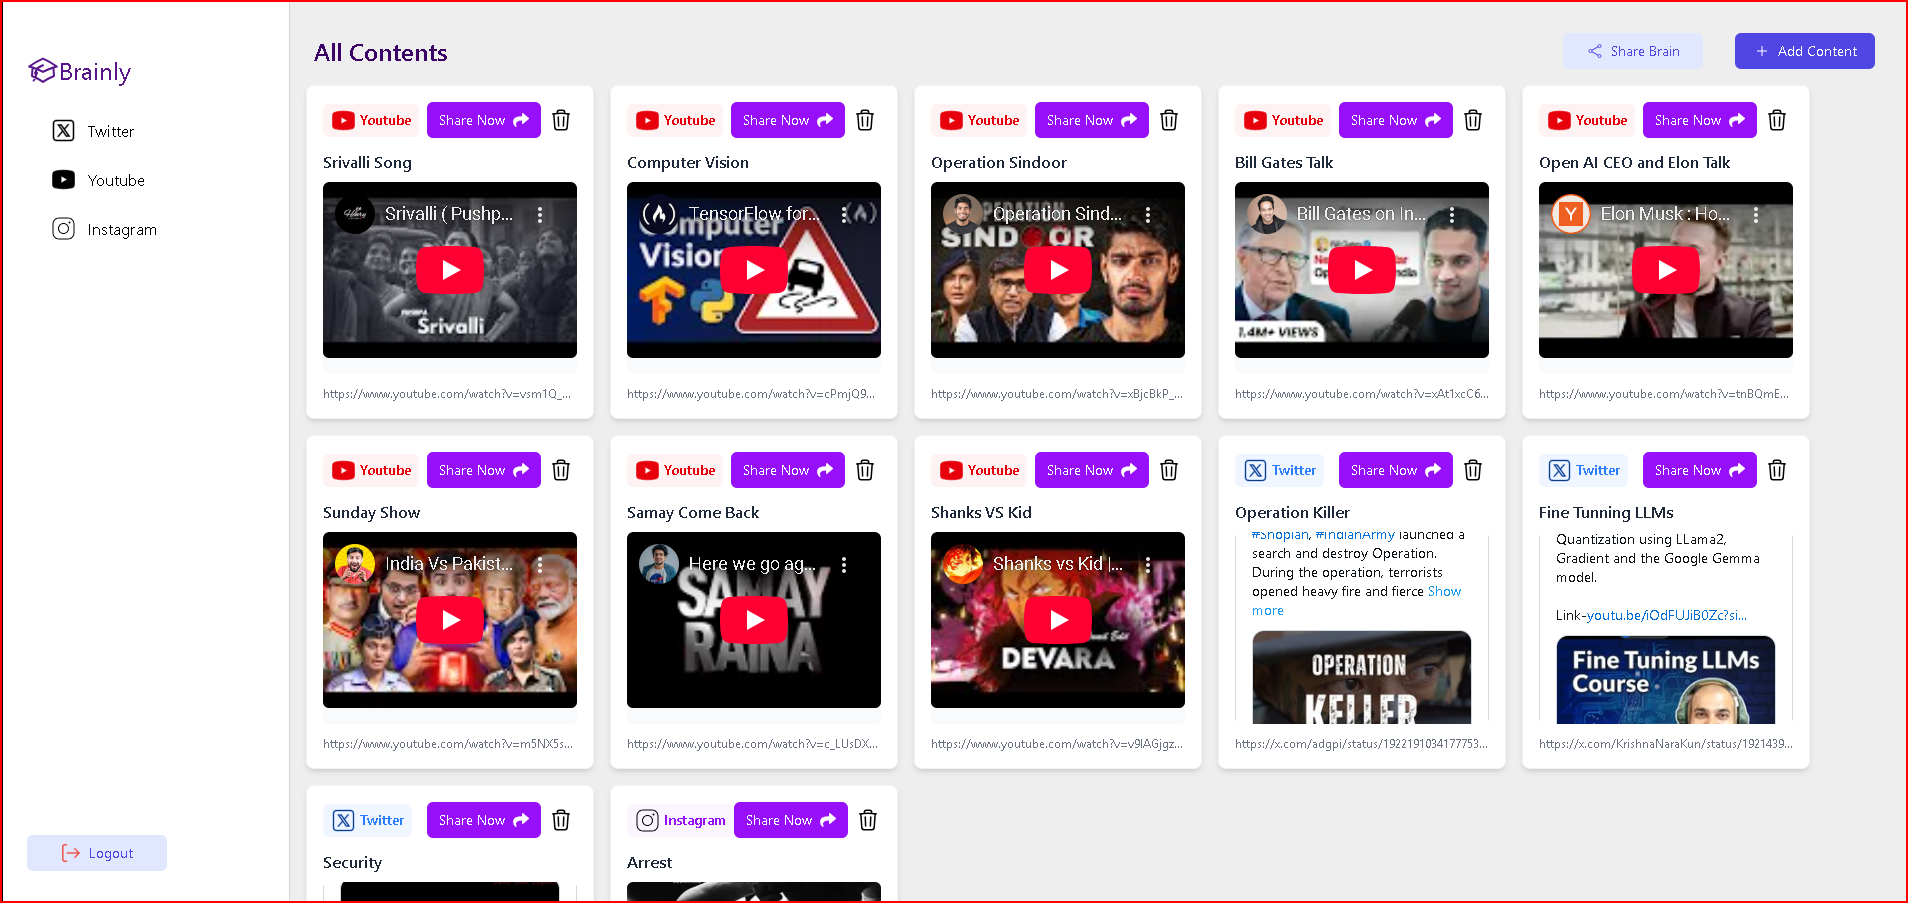 Brainly
Twitter
Youtube
Instagram
Logout
All Contents
Share Brain
+ Add Content
Youtube Share Now
Srivalli Song
Srivalli ( Pushp...
Srivalli
https://www.youtube.com/watch?v=vsm1Q_...
Youtube Share Now
Computer Vision
TensorFlow for...
Computer
Vision
https://www.youtube.com/watch?v=cPmjQ9...
Youtube Share Now
Operation Sindoor
Operation Sind...
OPERATION
SINDOOR
https://www.youtube.com/watch?v=xBjcBkP_...
Youtube Share Now
Bill Gates Talk
Bill Gates on In...
1.4M+ VIEWS
https://www.youtube.com/watch?v=xAt1xcC6...
Youtube Share Now
Open AI CEO and Elon Talk
Y
Elon Musk : Ho...
https://www.youtube.com/watch?v=tnBQmE...
Youtube Share Now
Sunday Show
India Vs Pakist...
https://www.youtube.com/watch?v=m5NX5s...
Youtube Share Now
Samay Come Back
Here we go ag...
SAMAY
RAINA
https://www.youtube.com/watch?v=c_LUsDX...
Youtube Share Now
Shanks VS Kid
Shanks vs Kid |...
DEVARA
https://www.youtube.com/watch?v=v9lAGjgz...
Twitter Share Now
Operation Killer
#Shopian, #IndianArmy launched a
search and destroy Operation.
During the operation, terrorists
opened heavy fire and fierce Show
more
OPERATION
KELLER
https://x.com/adgpi/status/1922191034177753...
Twitter Share Now
Fine Tunning LLMs
Quantization using LLama2,
Gradient and the Google Gemma
model.
Link-youtu.be/iOdFUJiB0Zc?si...
Fine Tuning LLMs
Course
https://x.com/KrishnaNaraKun/status/1921439...
Twitter Share Now
Security
Instagram Share Now
Arrest